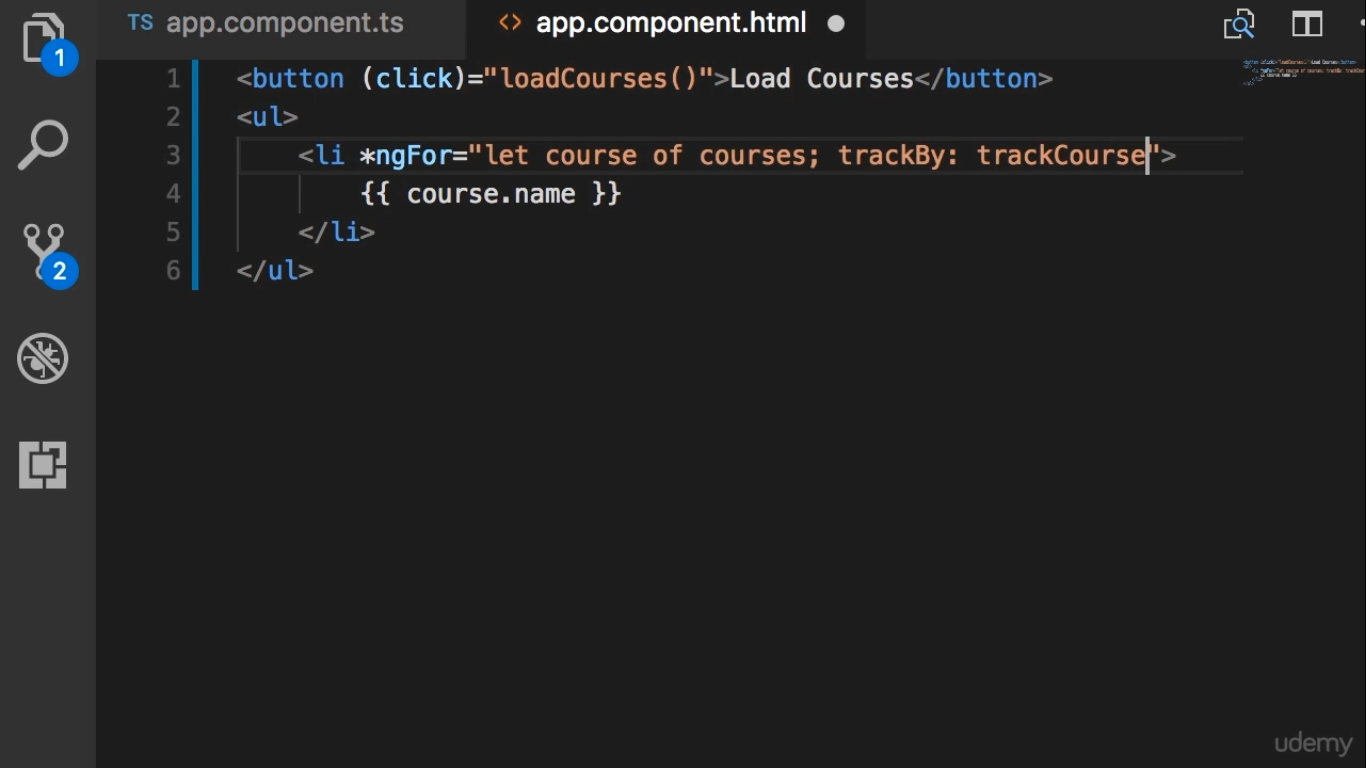 TS app.component.ts
<> app.component.html
1
2
1 <button (click)="loadCourses()">Load Courses</button>
2 <ul>
3 <li *ngFor="let course of courses; trackBy: trackCourse">
4 {{ course.name }}
5 </li>
6 </ul>
udemy